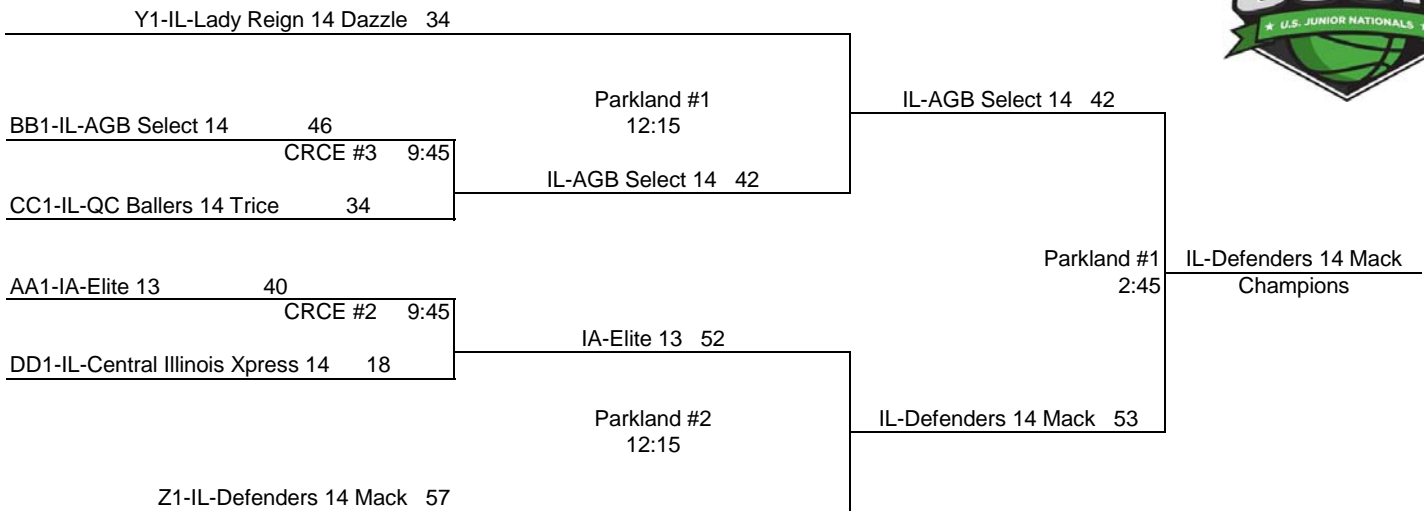 Y1-IL-Lady Reign 14 Dazzle 34
★ U.S. JUNIOR NATIONALS
Parkland #1
12:15
IL-AGB Select 14 42
BB1-IL-AGB Select 14 46
CRCE #3 9:45
IL-AGB Select 14 42
CC1-IL-QC Ballers 14 Trice 34
Parkland #1
2:45
IL-Defenders 14 Mack
Champions
AA1-IA-Elite 13 40
CRCE #2 9:45
IA-Elite 13 52
DD1-IL-Central Illinois Xpress 14 18
Parkland #2
12:15
IL-Defenders 14 Mack 53
Z1-IL-Defenders 14 Mack 57